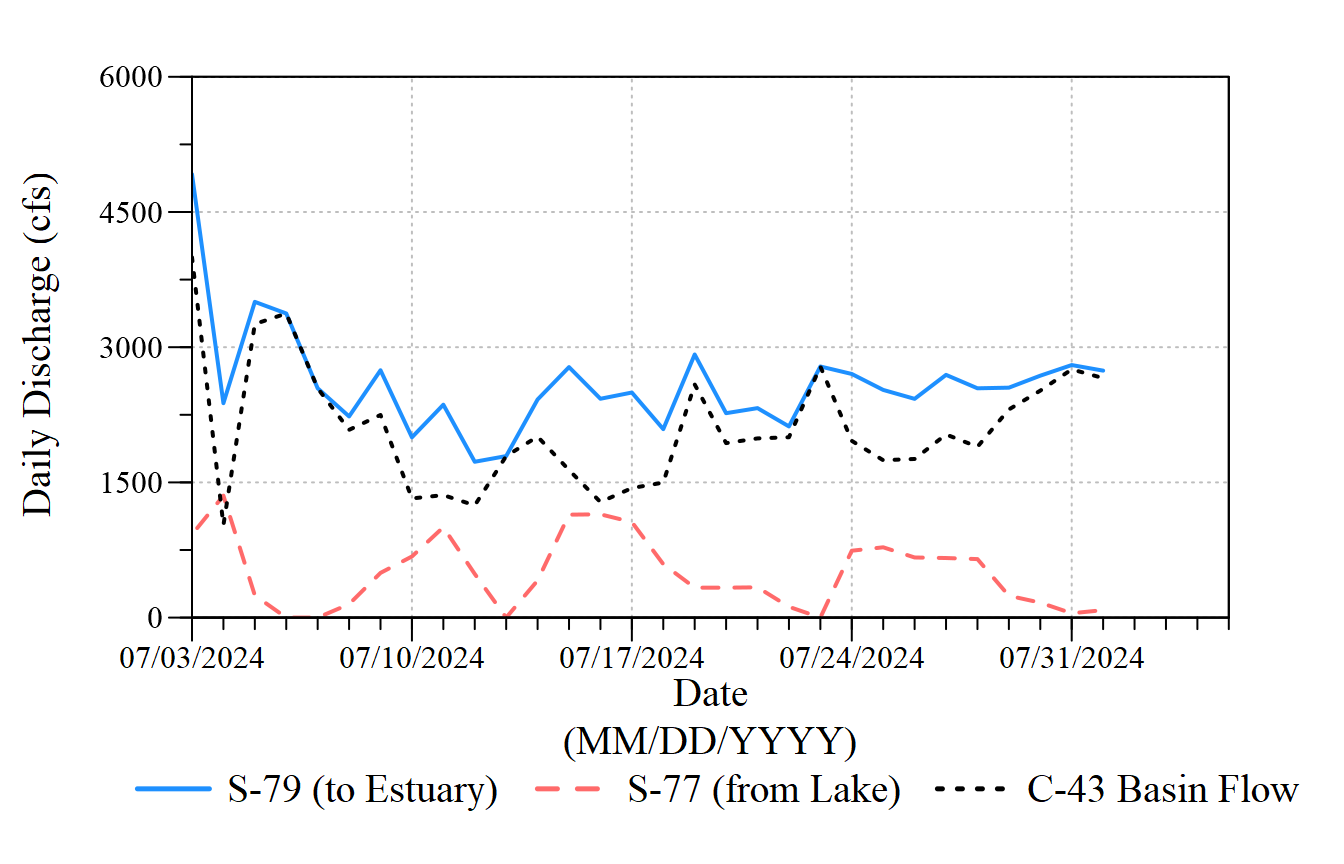 6000
4500
3000
1500
0
Daily Discharge (cfs)
07/03/2024 07/10/2024 07/17/2024 07/24/2024 07/31/2024
Date
(MM/DD/YYYY)
S-79 (to Estuary) S-77 (from Lake) C-43 Basin Flow